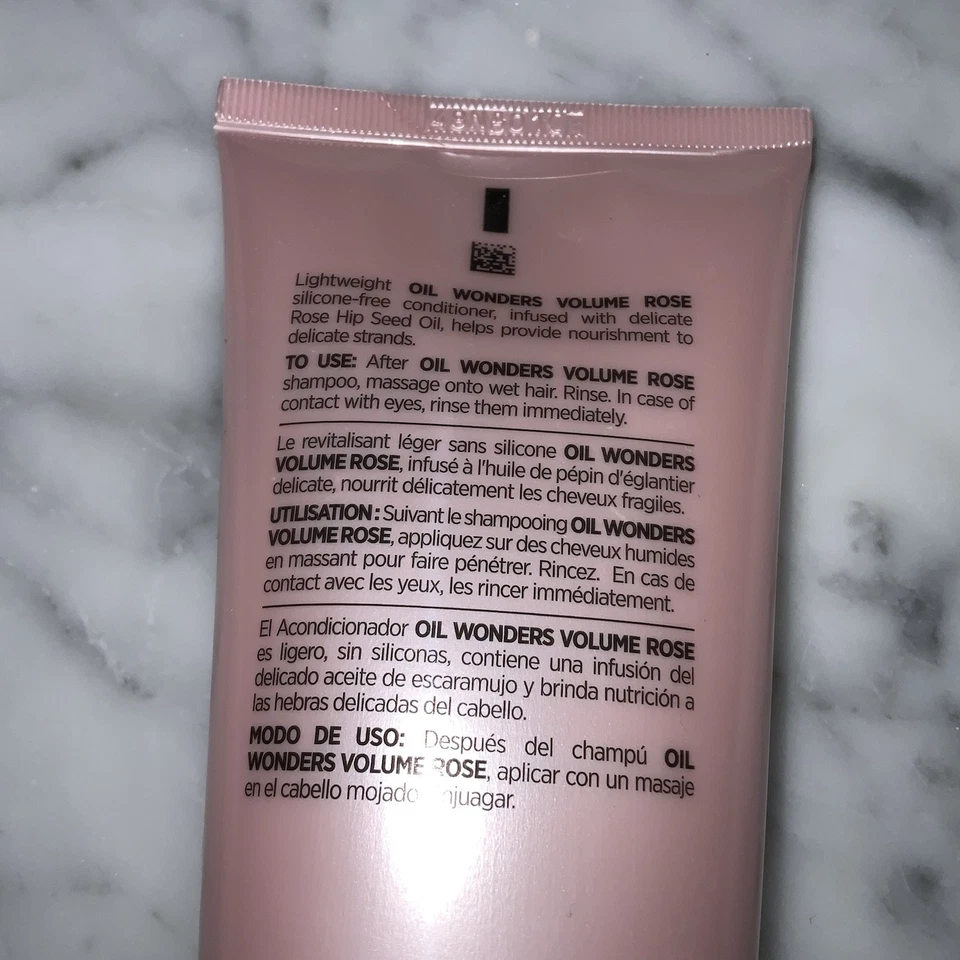 Lightweight OIL WONDERS VOLUME ROSE
silicone-free conditioner, infused with delicate
Rose Hip Seed Oil, helps provide nourishment to
delicate strands.
TO USE: After OIL WONDERS VOLUME ROSE
shampoo, massage onto wet hair. Rinse. In case of
contact with eyes, rinse them immediately.
Le revitalisant léger sans silicone OIL WONDERS
VOLUME ROSE, infusé à l'huile de pépin d'églantier
delicate, nourrit délicatement les cheveux fragiles.
UTILISATION : Suivant le shampooing OIL WONDERS
VOLUME ROSE, appliquez sur des cheveux humides
en massant pour faire pénétrer. Rincez. En cas de
contact avec les yeux, les rincer immédiatement.
El Acondicionador OIL WONDERS VOLUME ROSE
es ligero, sin siliconas, contiene una infusión del
delicado aceite de escaramujo y brinda nutrición a
las hebras delicadas del cabello.
MODO DE USO: Después del champú OIL
WONDERS VOLUME ROSE, aplicar con un masaje
en el cabello mojado